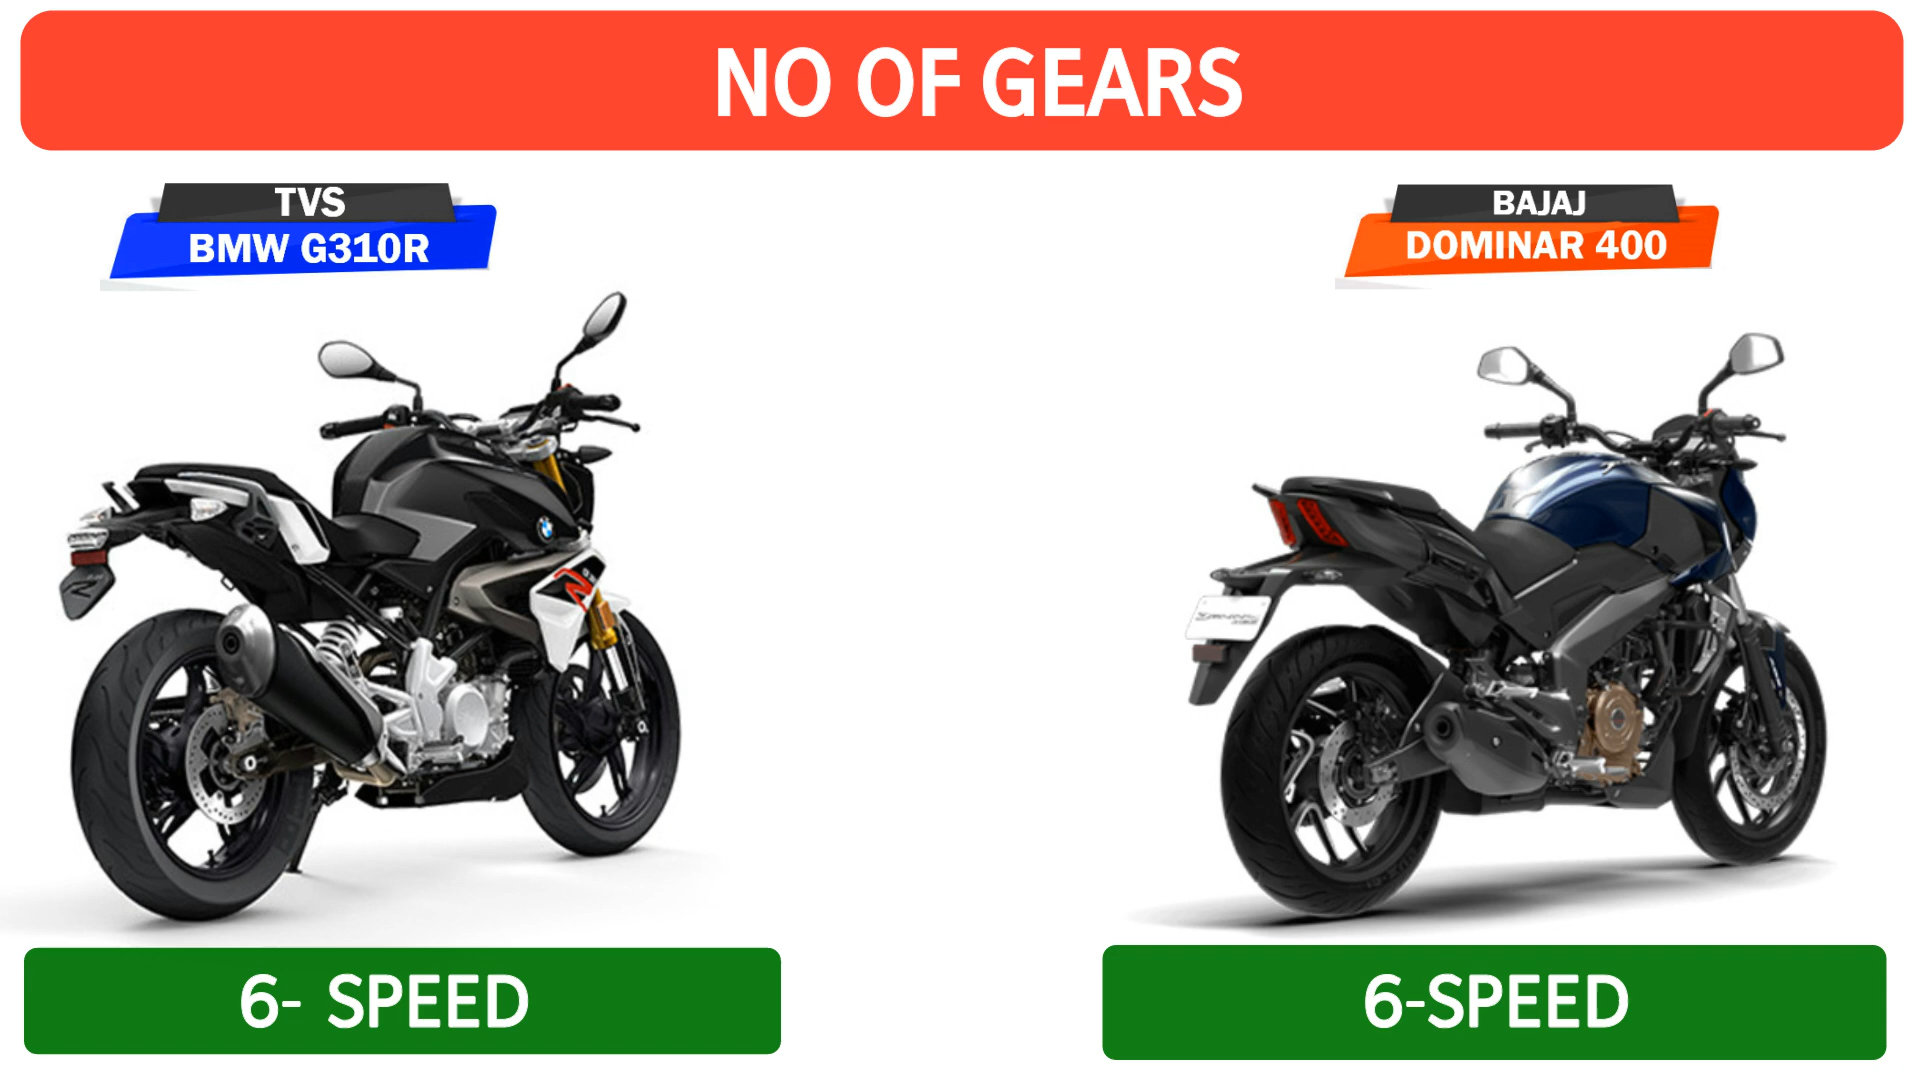 NO OF GEARS
TVS
BMW G310R
BAJAJ
DOMINAR 400
R
6- SPEED
6-SPEED